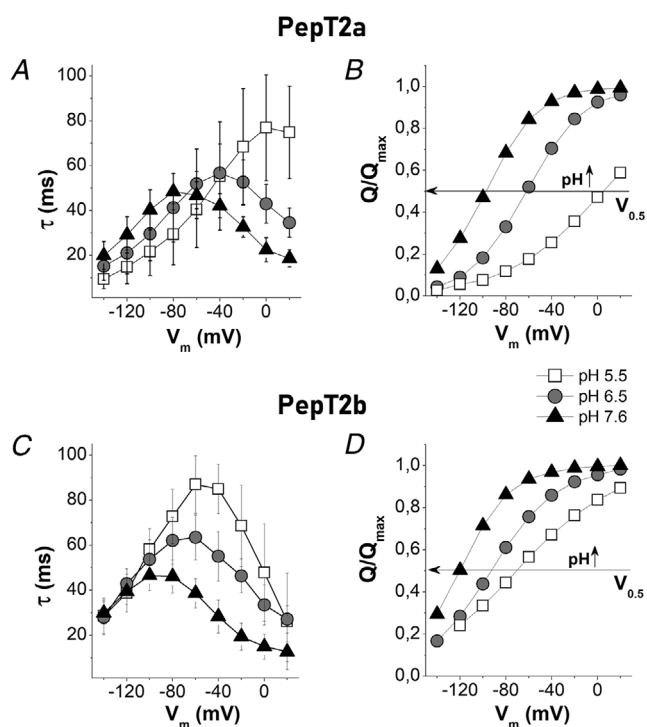 PepT2a
A
B
100
80
60
40
20
τ (ms)
-120
-80
-40
0
V_m (mV)
1,0
0,8
0,6
0,4
0,2
0,0
Q/Q_max
pH ↑
V_0.5
-120
-80
-40
0
V_m (mV)
pH 5.5
pH 6.5
pH 7.6
PepT2b
C
D
100
80
60
40
20
τ (ms)
-120
-80
-40
0
V_m (mV)
1,0
0,8
0,6
0,4
0,2
0,0
Q/Q_max
pH ↑
V_0.5
-120
-80
-40
0
V_m (mV)